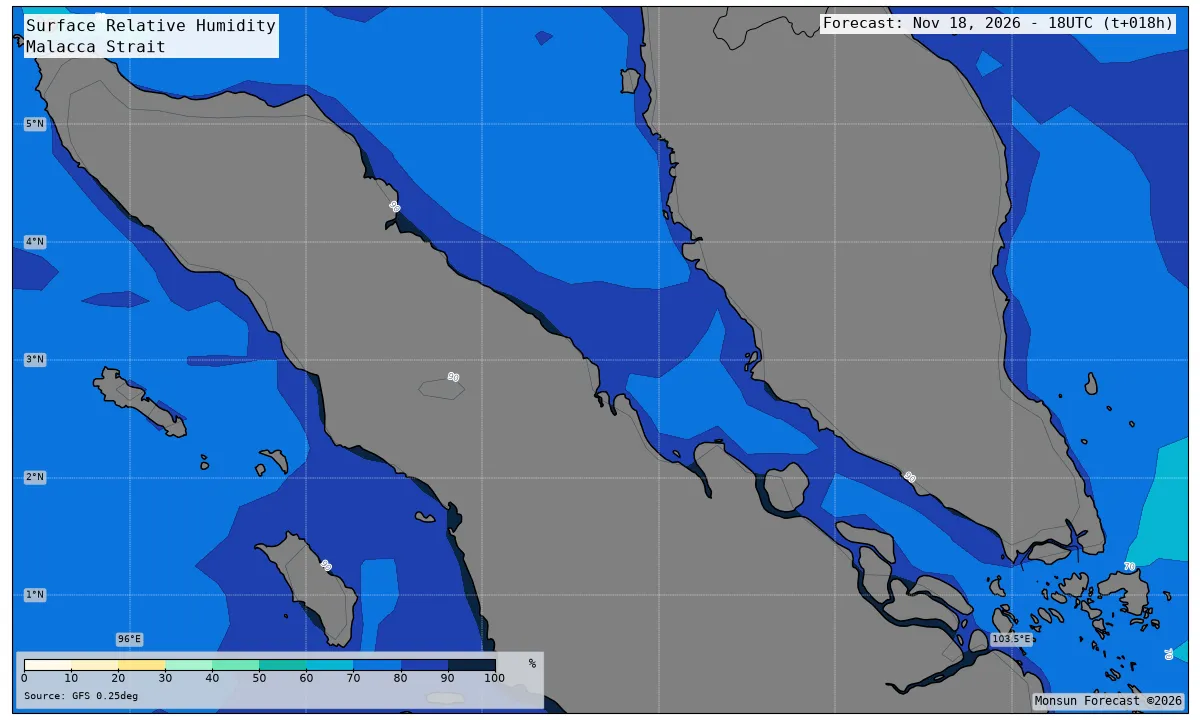 Surface Relative Humidity
Malacca Strait
Forecast: Nov 18, 2026 - 18UTC (t+018h)
5°N
90
4°N
3°N
90
2°N
90
90
70
1°N
96°E
103.5°E
70
%
0 10 20 30 40 50 60 70 80 90 100
Source: GFS 0.25deg
Monsun Forecast ©2026